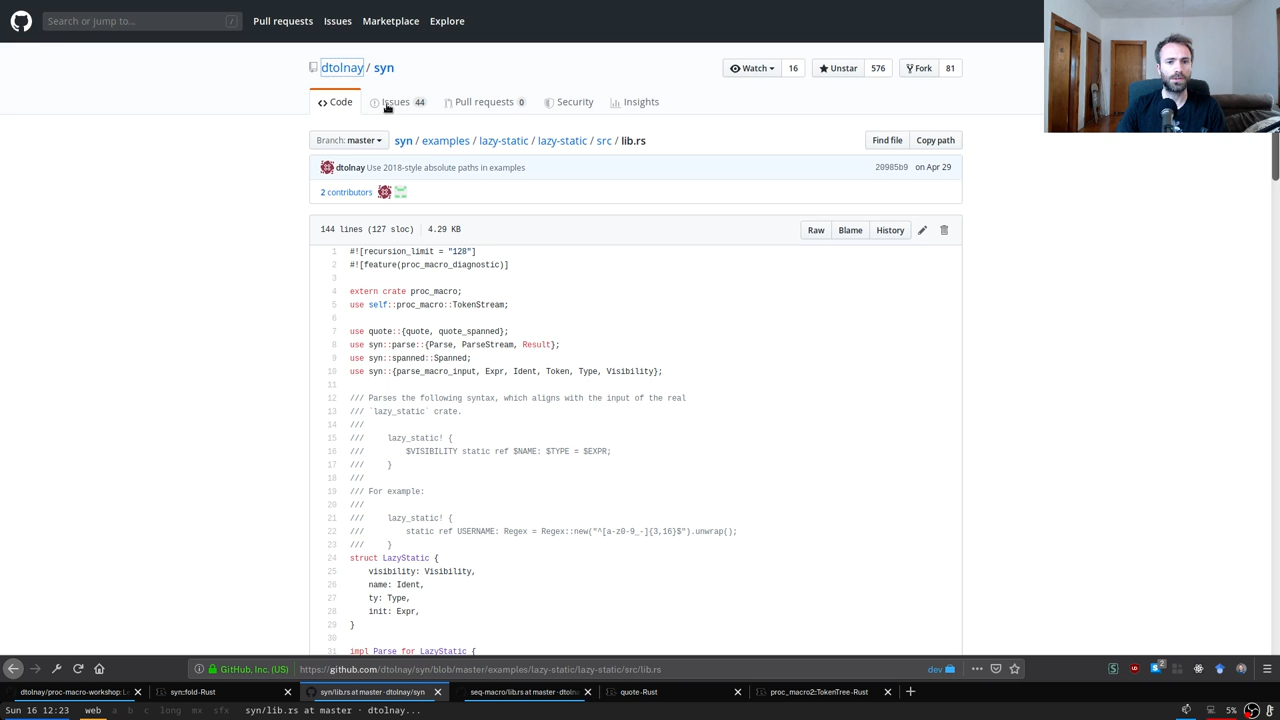 Search or jump to...
/
Pull requests
Issues
Marketplace
Explore
dtolnay / syn
Watch 16
Unstar 576
Fork 81
Code
Issues 44
Pull requests 0
Security
Insights
Branch: master
syn / examples / lazy-static / lazy-static / src / lib.rs
Find file
Copy path
dtolnay Use 2018-style absolute paths in examples
20985b9 on Apr 29
2 contributors
144 lines (127 sloc) 4.29 KB
Raw
Blame
History
1 #![recursion_limit = "128"]
2 #![feature(proc_macro_diagnostic)]
3
4 extern crate proc_macro;
5 use self::proc_macro::TokenStream;
6
7 use quote::{quote, quote_spanned};
8 use syn::parse::{Parse, ParseStream, Result};
9 use syn::spanned::Spanned;
10 use syn::{parse_macro_input, Expr, Ident, Token, Type, Visibility};
11
12 /// Parses the following syntax, which aligns with the input of the real
13 /// `lazy_static` crate.
14 ///
15 ///     lazy_static! {
16 ///         $VISIBILITY static ref $NAME: $TYPE = $EXPR;
17 ///     }
18 ///
19 /// For example:
20 ///
21 ///     lazy_static! {
22 ///         static ref USERNAME: Regex = Regex::new("^[a-z0-9_-]{3,16}$").unwrap();
23 ///     }
24 struct LazyStatic {
25     visibility: Visibility,
26     name: Ident,
27     ty: Type,
28     init: Expr,
29 }
30
31 impl Parse for LazyStatic {
GitHub, Inc. (US)
https://github.com/dtolnay/syn/blob/master/examples/lazy-static/lazy-static/src/lib.rs
dev
2
dtolnay/proc-macro-workshop: Le
syn::fold - Rust
syn/lib.rs at master · dtolnay/syn
seq-macro/lib.rs at master · dtolna
quote - Rust
proc_macro2::TokenTree - Rust
Sun 16 12:23
web
a
b
c
long
mx
sfx
syn/lib.rs at master · dtolnay...
5%